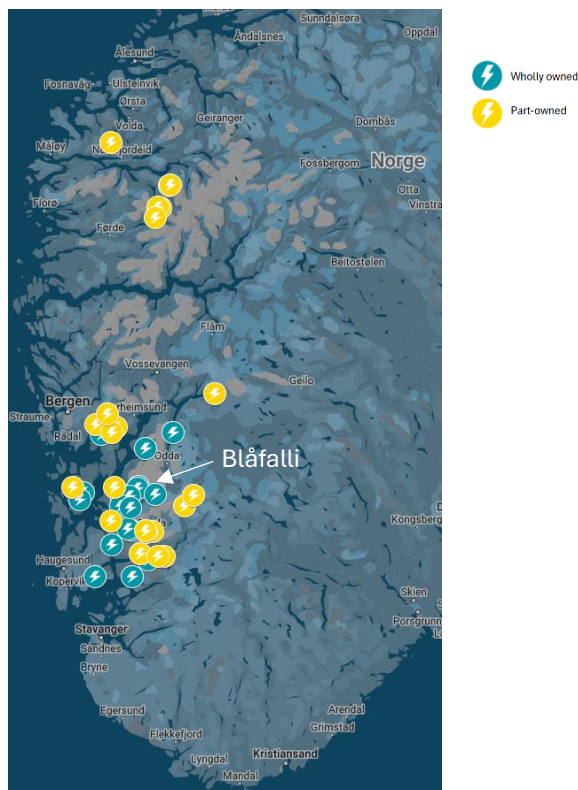 Sunndalsøra
Oppdal
Åndalsnes
Ålesund
Fosnavåg
Ulsteinvik
Ørsta
Volda
Geiranger
Dombås
Måløy
Nordfjordeid
Fossbergom
Norge
Otta
Vinstra
Florø
Førde
Beitostølen
Flåm
Vossevangen
Geilo
Bergen
Straume
Rådal
Odda
Blåfalli
Kongsberg
Haugesund
Kopervik
Skien
Porsgrunn
Stavanger
Sandnes
Bryne
Egersund
Arendal
Grimstad
Flekkefjord
Kristiansand
Lyngdal
Mandal
Wholly owned
Part-owned